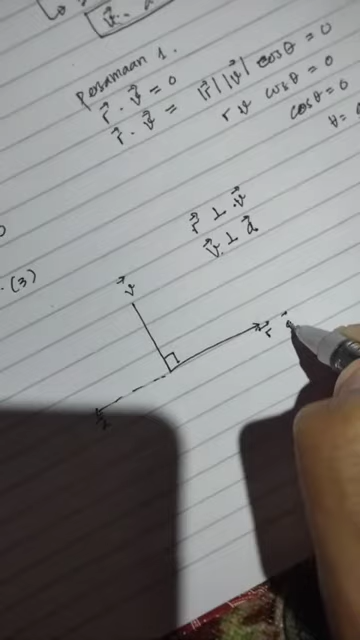 Persamaan 1.
r⃗ · v⃗ = 0
r⃗ · v⃗ = |r⃗||v⃗| cos θ = 0
r v cos θ = 0
cos θ = 0
r⃗ ⊥ v⃗
v⃗ ⊥ a⃗
.(3)
v⃗
r⃗